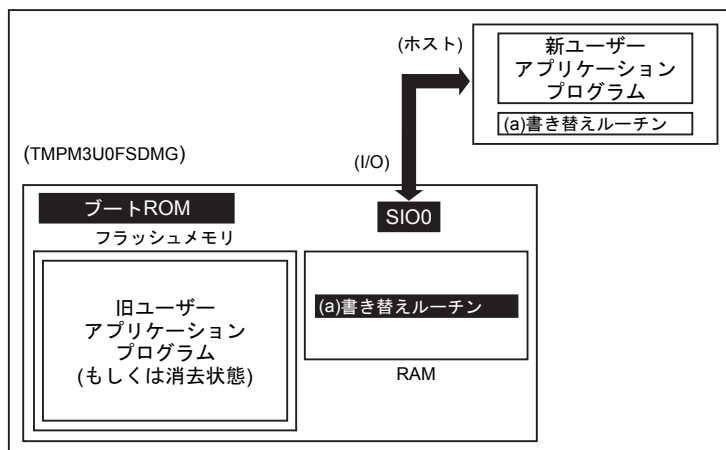 (ホスト)
新ユーザー
アプリケーション
プログラム
(a)書き替えルーチン
(TMPM3U0FSDMG)
(I/O)
ブートROM
SIO0
フラッシュメモリ
旧ユーザー
アプリケーション
プログラム
(もしくは消去状態)
(a)書き替えルーチン
RAM